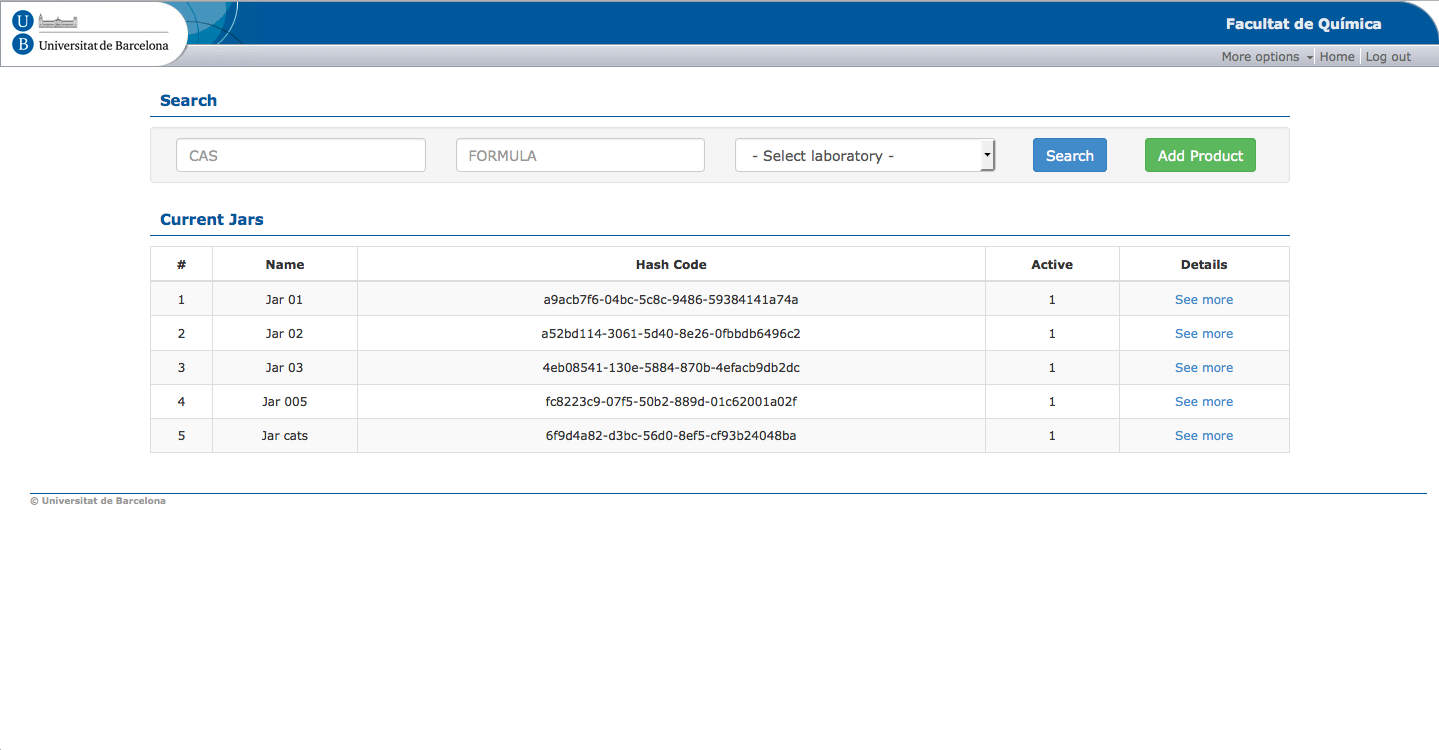 U
B
Universitat de Barcelona
Facultat de Química
More options Home Log out
Search
CAS FORMULA - Select laboratory - Search Add Product
Current Jars
# Name Hash Code Active Details
1 Jar 01 a9acb7f6-04bc-5c8c-9486-59384141a74a 1 See more
2 Jar 02 a52bd114-3061-5d40-8e26-0fbbdb6496c2 1 See more
3 Jar 03 4eb08541-130e-5884-870b-4efacb9db2dc 1 See more
4 Jar 005 fc8223c9-07f5-50b2-889d-01c62001a02f 1 See more
5 Jar cats 6f9d4a82-d3bc-56d0-8ef5-cf93b24048ba 1 See more
© Universitat de Barcelona